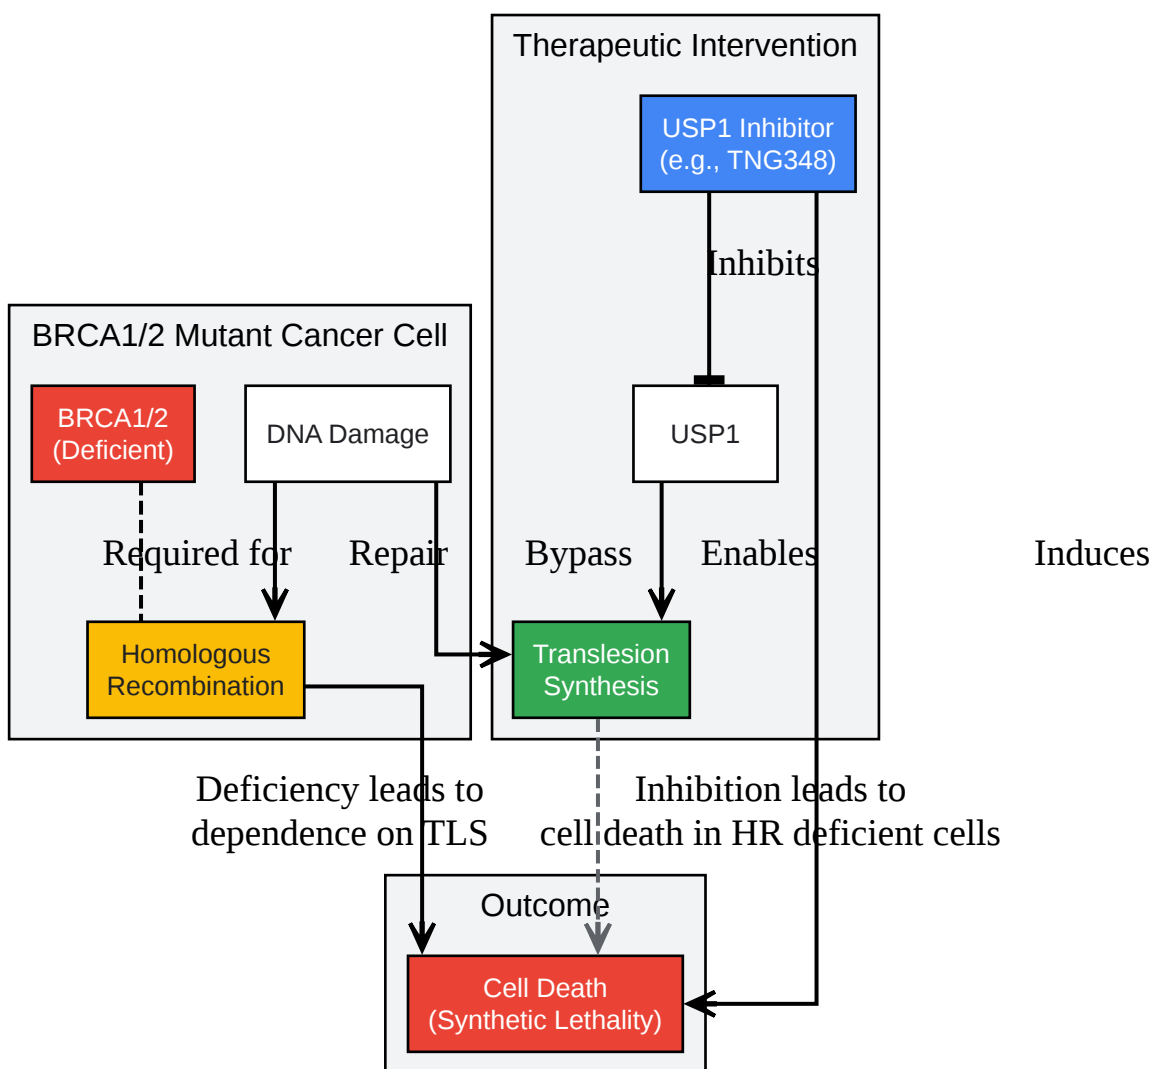 Therapeutic Intervention
USP1 Inhibitor
(e.g., TNG348)
Inhibits
BRCA1/2 Mutant Cancer Cell
BRCA1/2
(Deficient)
DNA Damage
USP1
Required for
Repair
Bypass
Enables
Induces
Homologous
Recombination
Translesion
Synthesis
Deficiency leads to
dependence on TLS
Inhibition leads to
cell death in HR deficient cells
Outcome
Cell Death
(Synthetic Lethality)